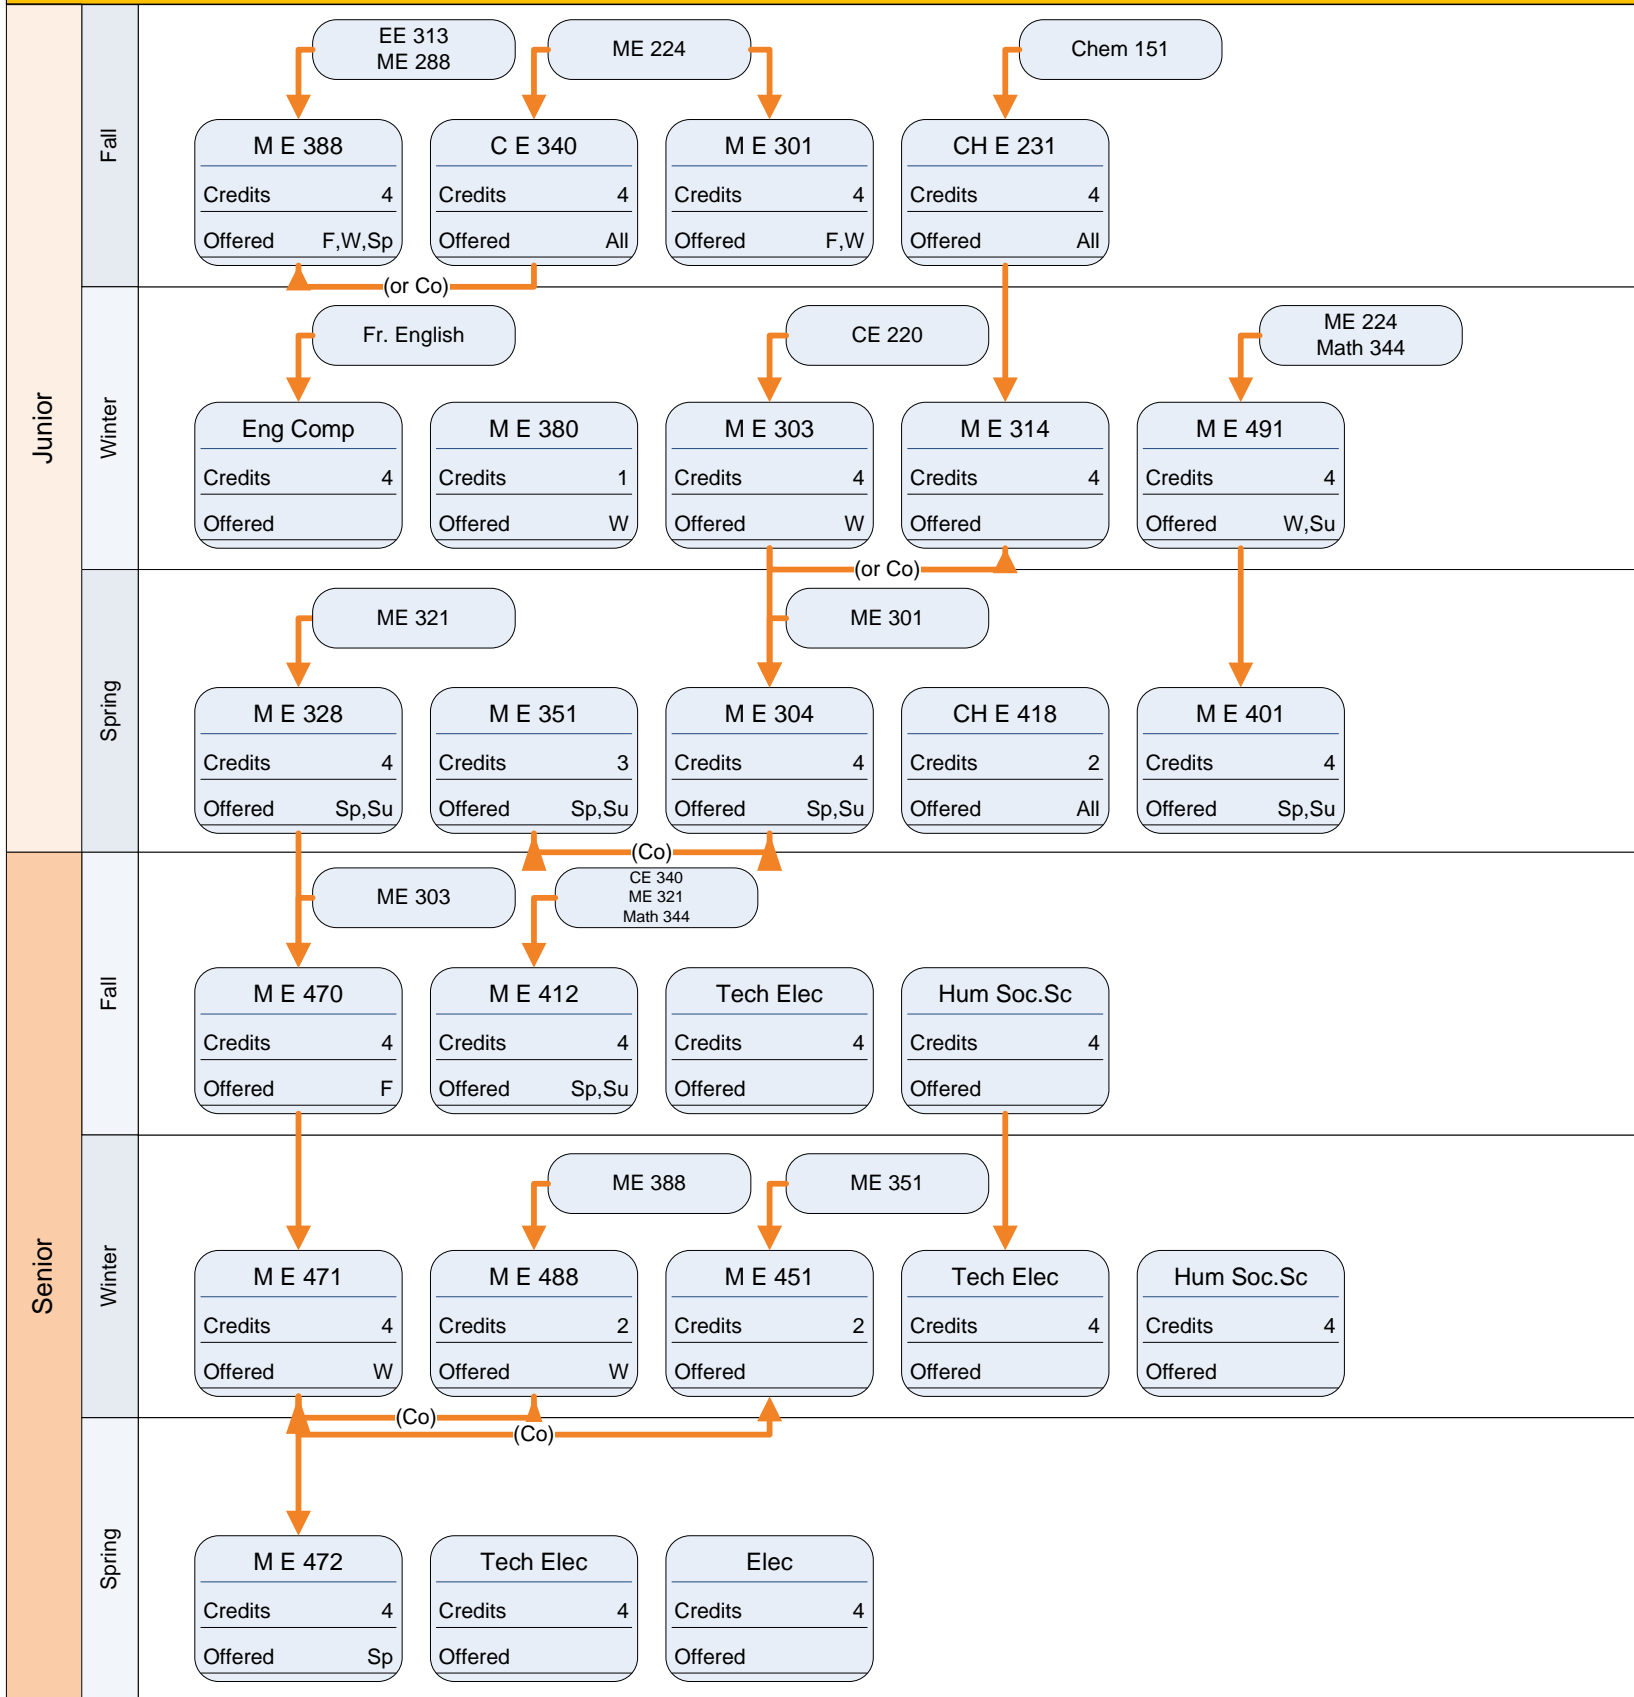 Junior
Fall
EE 313
ME 288
ME 224
Chem 151
M E 388
Credits 4
Offered F,W,Sp
C E 340
Credits 4
Offered All
M E 301
Credits 4
Offered F,W
CH E 231
Credits 4
Offered All
(or Co)
Winter
Fr. English
CE 220
ME 224
Math 344
Eng Comp
Credits 4
Offered
M E 380
Credits 1
Offered W
M E 303
Credits 4
Offered W
M E 314
Credits 4
Offered
M E 491
Credits 4
Offered W,Su
(or Co)
Spring
ME 321
ME 301
M E 328
Credits 4
Offered Sp,Su
M E 351
Credits 3
Offered Sp,Su
M E 304
Credits 4
Offered Sp,Su
CH E 418
Credits 2
Offered All
M E 401
Credits 4
Offered Sp,Su
(Co)
Senior
Fall
ME 303
CE 340
ME 321
Math 344
M E 470
Credits 4
Offered F
M E 412
Credits 4
Offered Sp,Su
Tech Elec
Credits 4
Offered
Hum Soc.Sc
Credits 4
Offered
Winter
ME 388
ME 351
M E 471
Credits 4
Offered W
M E 488
Credits 2
Offered W
M E 451
Credits 2
Offered
Tech Elec
Credits 4
Offered
Hum Soc.Sc
Credits 4
Offered
(Co)
(Co)
Spring
M E 472
Credits 4
Offered Sp
Tech Elec
Credits 4
Offered
Elec
Credits 4
Offered